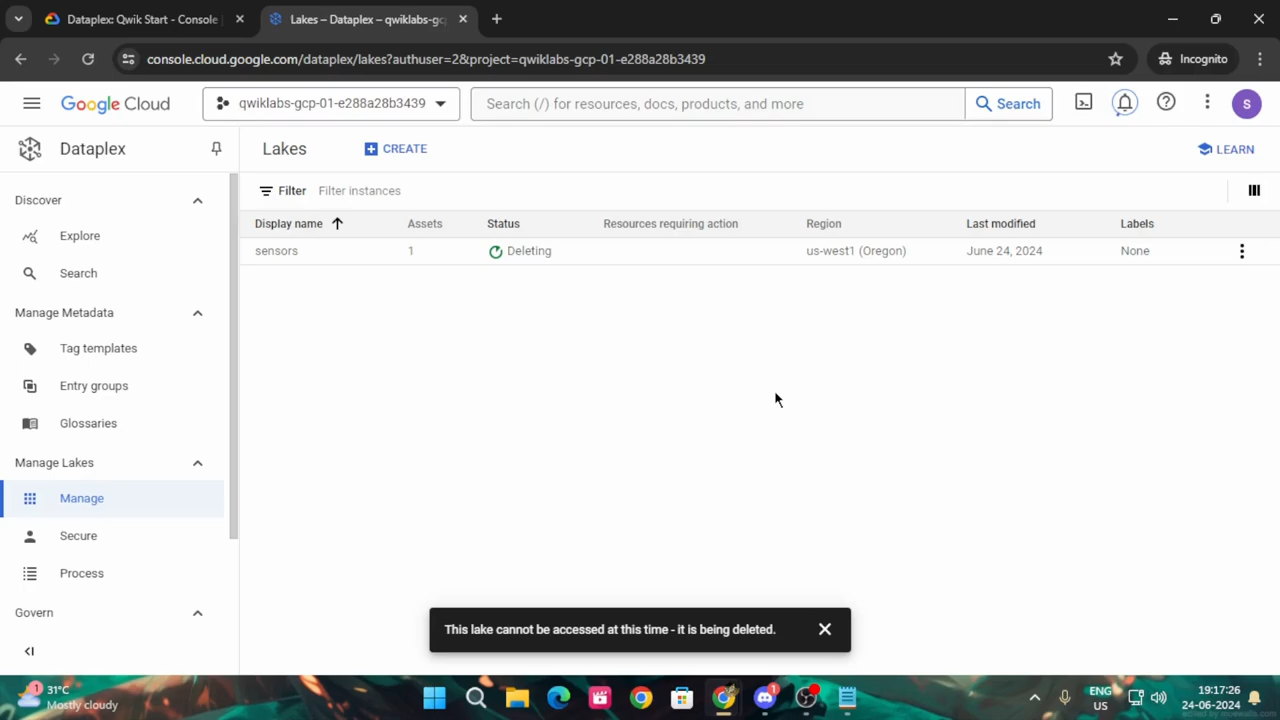 Dataplex: Qwik Start - Console
Lakes – Dataplex – qwiklabs-gc
console.cloud.google.com/dataplex/lakes?authuser=2&project=qwiklabs-gcp-01-e288a28b3439
Incognito
Google Cloud
qwiklabs-gcp-01-e288a28b3439
Search (/) for resources, docs, products, and more
Search
S
Dataplex
Lakes
CREATE
LEARN
Discover
Explore
Search
Manage Metadata
Tag templates
Entry groups
Glossaries
Manage Lakes
Manage
Secure
Process
Govern
Filter Filter instances
Display name Assets Status Resources requiring action Region Last modified Labels
sensors 1 Deleting us-west1 (Oregon) June 24, 2024 None
This lake cannot be accessed at this time - it is being deleted.
1
31°C
Mostly cloudy
1
ENG
US
19:17:26
24-06-2024